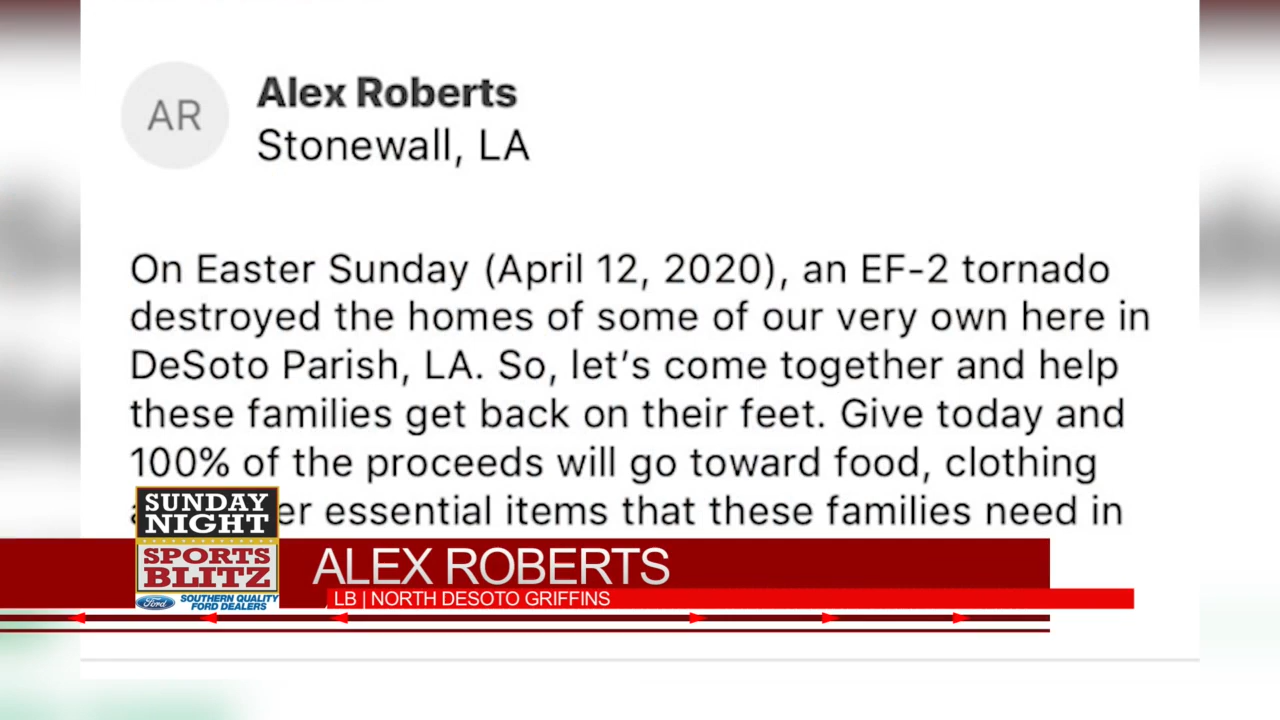 AR
Alex Roberts
Stonewall, LA
On Easter Sunday (April 12, 2020), an EF-2 tornado
destroyed the homes of some of our very own here in
DeSoto Parish, LA. So, let's come together and help
these families get back on their feet. Give today and
100% of the proceeds will go toward food, clothing
essential items that these families need in
SUNDAY
NIGHT
SPORTS
BLITZ
Ford
SOUTHERN QUALITY
FORD DEALERS
ALEX ROBERTS
LB | NORTH DESOTO GRIFFINS